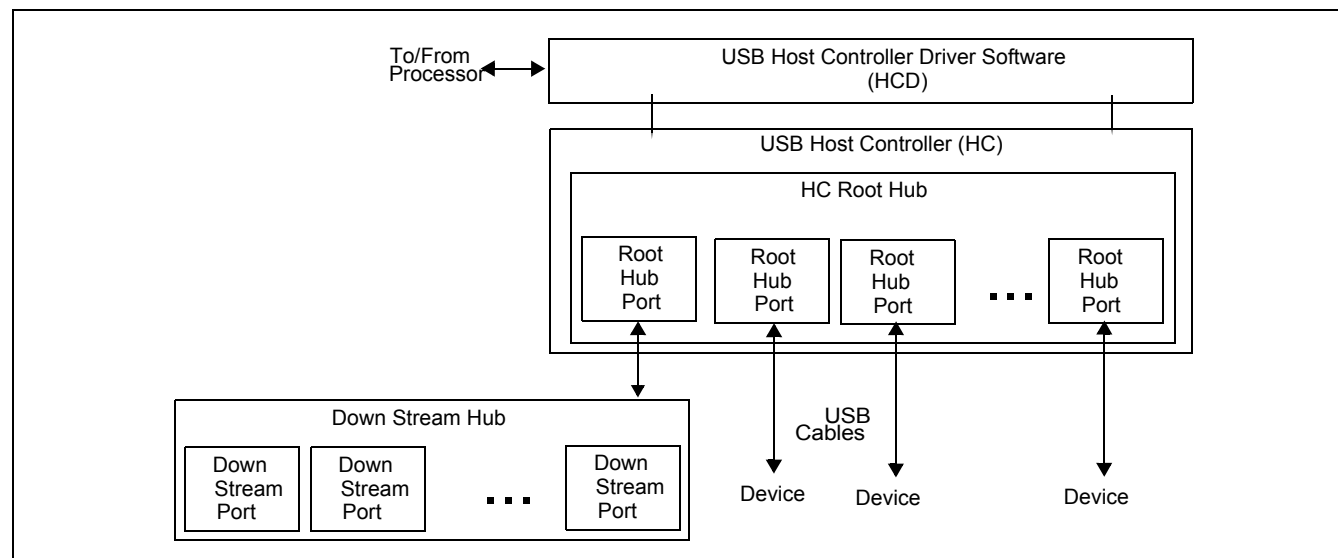 To/From
Processor
USB Host Controller Driver Software
(HCD)
USB Host Controller (HC)
HC Root Hub
Root
Hub
Port
Root
Hub
Port
Root
Hub
Port
...
Root
Hub
Port
Down Stream Hub
Down
Stream
Port
Down
Stream
Port
...
Down
Stream
Port
USB
Cables
Device
Device
Device